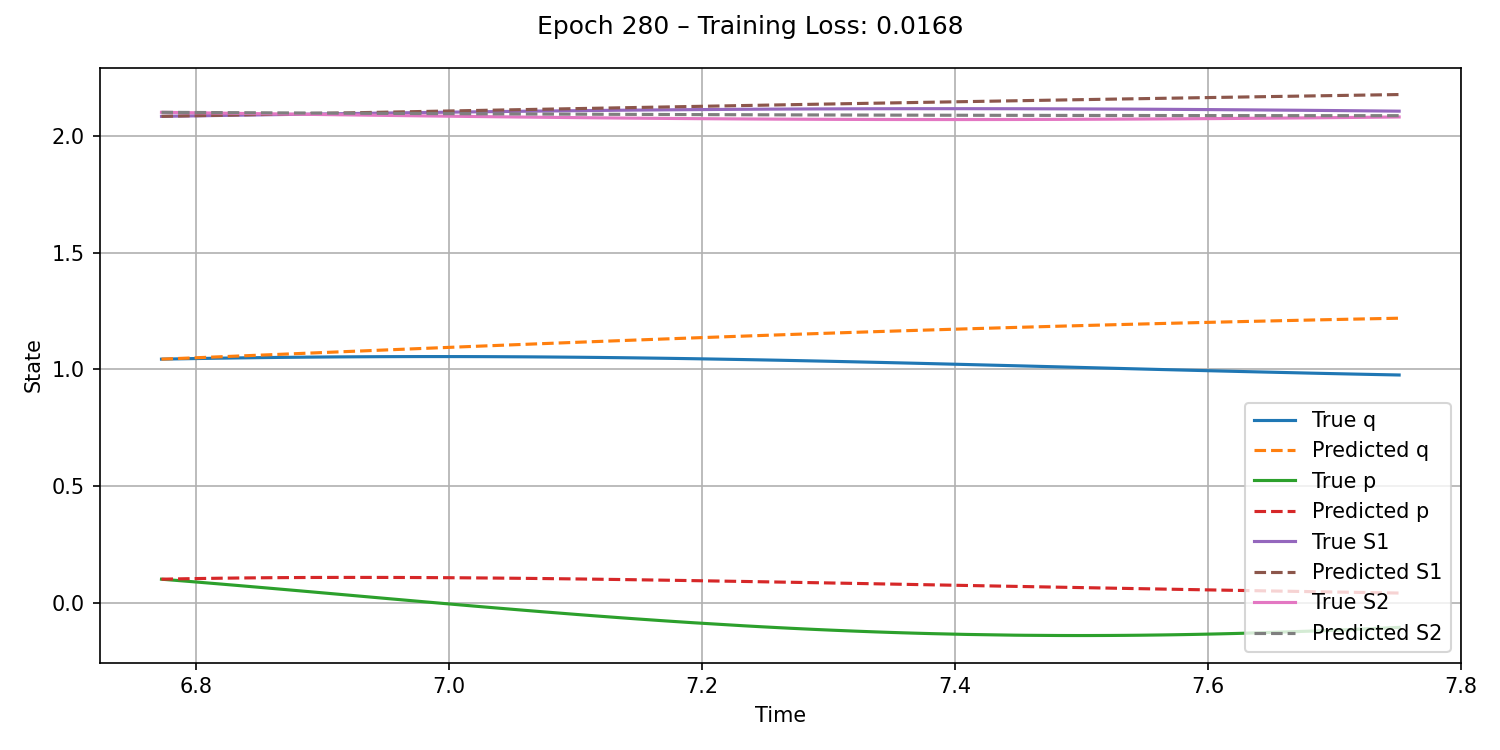 Epoch 280 – Training Loss: 0.0168
State
2.0
1.5
1.0
0.5
0.0
True q
Predicted q
True p
Predicted p
True S1
Predicted S1
True S2
Predicted S2
6.8 7.0 7.2 7.4 7.6 7.8
Time